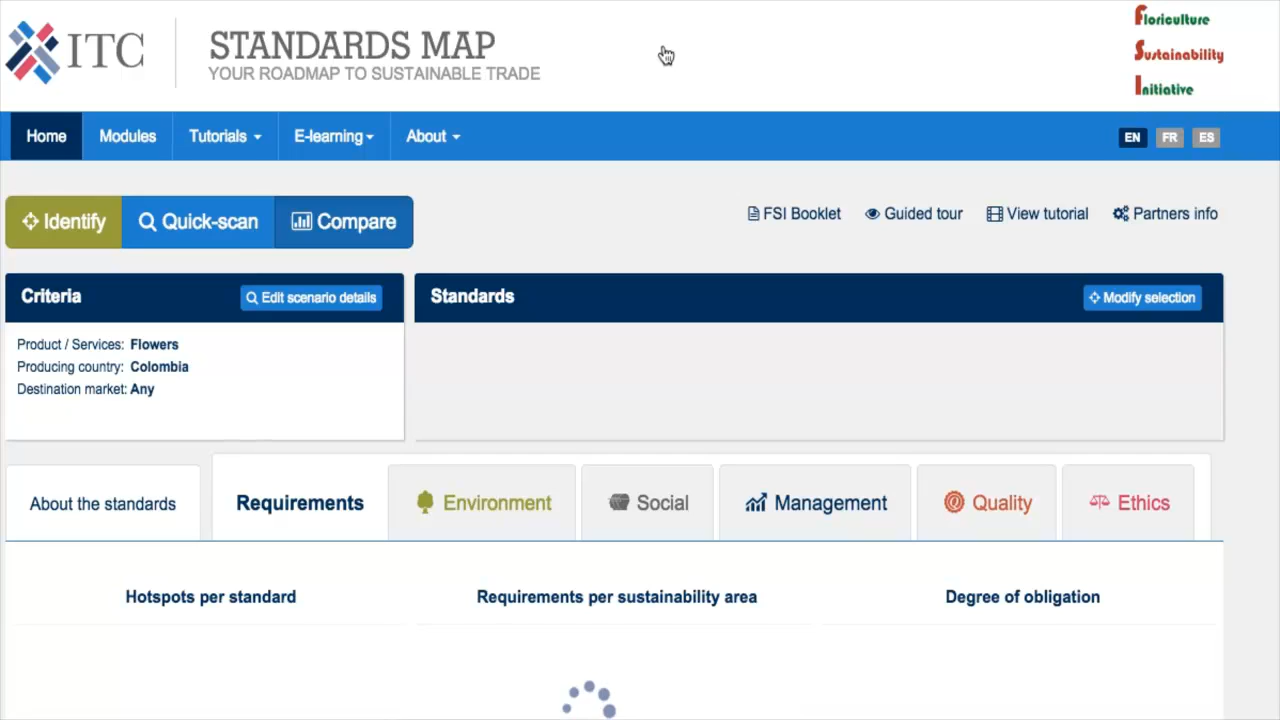 ITC
STANDARDS MAP
YOUR ROADMAP TO SUSTAINABLE TRADE
Floriculture
Sustainability
Initiative
Home Modules Tutorials E-learning About EN FR ES
Identify Quick-scan Compare FSI Booklet Guided tour View tutorial Partners info
Criteria Edit scenario details Standards Modify selection
Product / Services: Flowers
Producing country: Colombia
Destination market: Any
About the standards Requirements Environment Social Management Quality Ethics
Hotspots per standard Requirements per sustainability area Degree of obligation